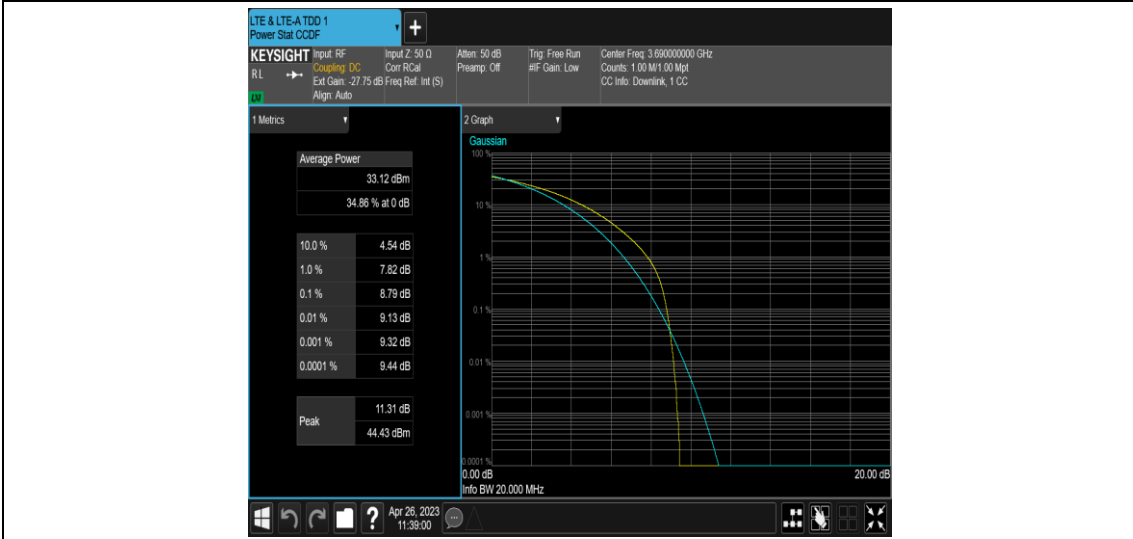 LTE & LTE-A TDD 1
Power Stat CCDF
+
KEYSIGHT
R L
Input: RF
Coupling: DC
Ext Gain: -27.75 dB
Align: Auto
Input Z: 50 Ω
Corr RCal
Freq Ref: Int (S)
Atten: 50 dB
Preamp: Off
Trig: Free Run
#IF Gain: Low
Center Freq: 3.690000000 GHz
Counts: 1.00 M/1.00 Mpt
CC Info: Downlink, 1 CC
1 Metrics
Average Power
33.12 dBm
34.86 % at 0 dB
10.0 % 4.54 dB
1.0 % 7.82 dB
0.1 % 8.79 dB
0.01 % 9.13 dB
0.001 % 9.32 dB
0.0001 % 9.44 dB
Peak
11.31 dB
44.43 dBm
2 Graph
Gaussian
100 %
10 %
1 %
0.1 %
0.01 %
0.001 %
0.0001 %
0.00 dB 20.00 dB
Info BW 20.000 MHz
?
Apr 26, 2023
11:39:00